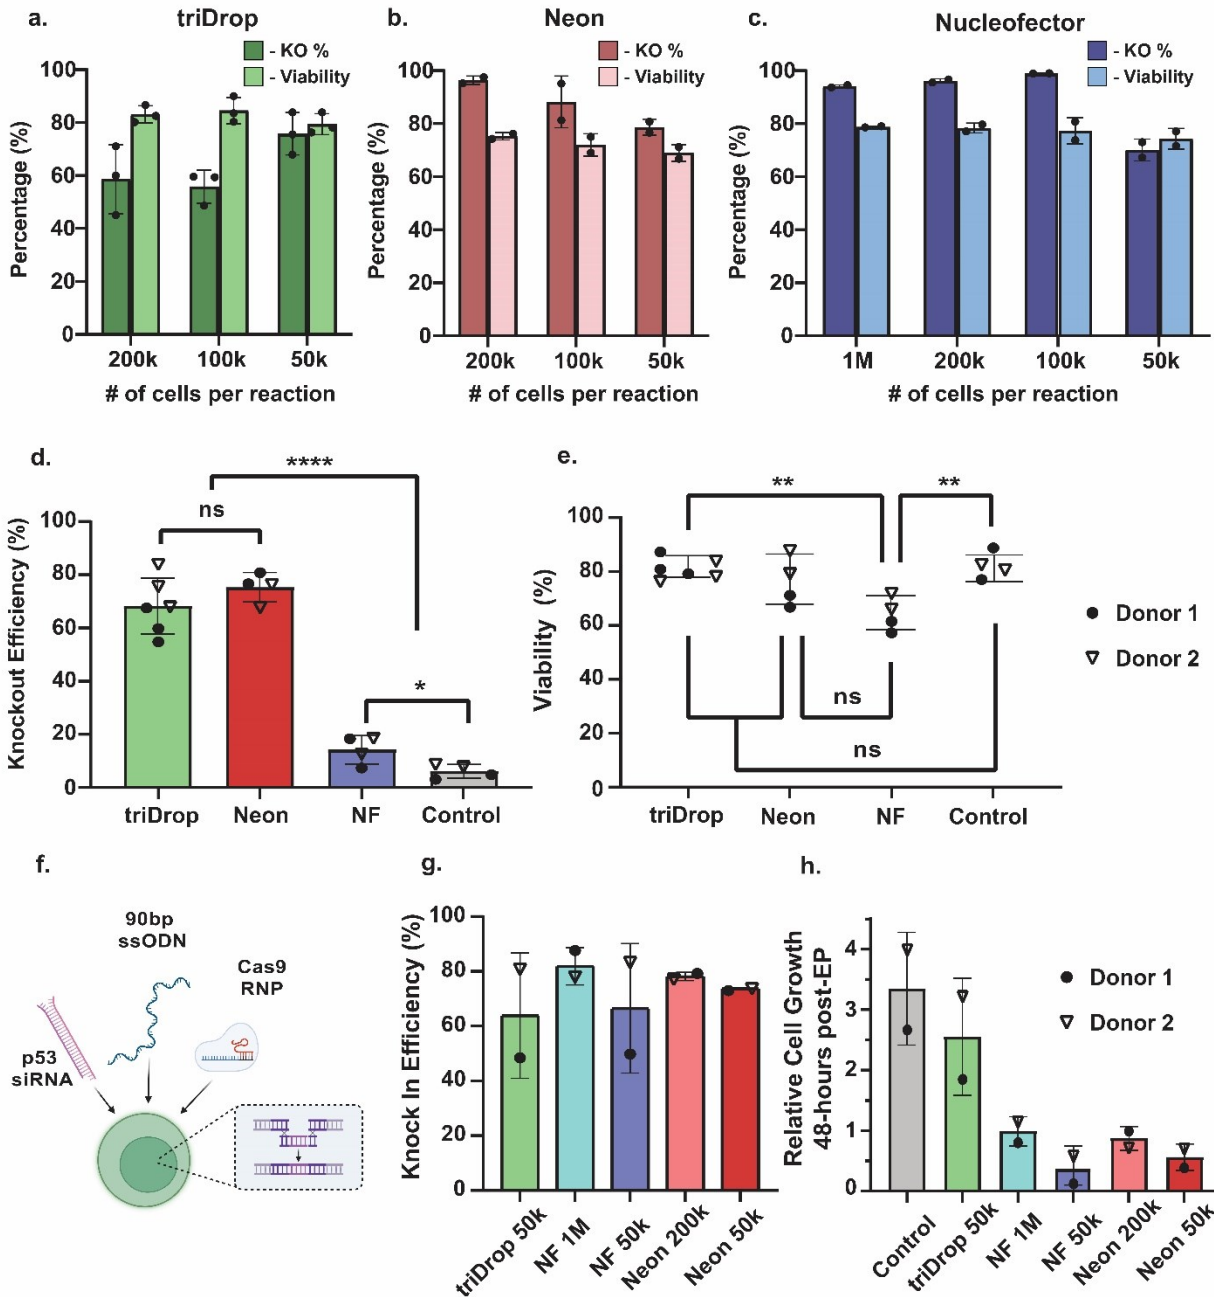 a.
triDrop
- KO %
- Viability
Percentage (%)
100
80
60
40
20
0
200k
100k
50k
# of cells per reaction
b.
Neon
- KO %
- Viability
Percentage (%)
100
80
60
40
20
0
200k
100k
50k
# of cells per reaction
c.
Nucleofector
- KO %
- Viability
Percentage (%)
100
80
60
40
20
0
1M
200k
100k
50k
# of cells per reaction
d.
****
ns
*
Knockout Efficiency (%)
100
80
60
40
20
0
triDrop
Neon
NF
Control
e.
**
**
ns
ns
Viability (%)
100
80
60
40
20
0
triDrop
Neon
NF
Control
Donor 1
Donor 2
f.
90bp
ssODN
Cas9
RNP
p53
siRNA
g.
Knock In Efficiency (%)
100
80
60
40
20
0
triDrop 50k
NF 1M
NF 50k
Neon 200k
Neon 50k
h.
Relative Cell Growth
48-hours post-EP
4
3
2
1
0
Control
triDrop 50k
NF 1M
NF 50k
Neon 200k
Neon 50k
Donor 1
Donor 2